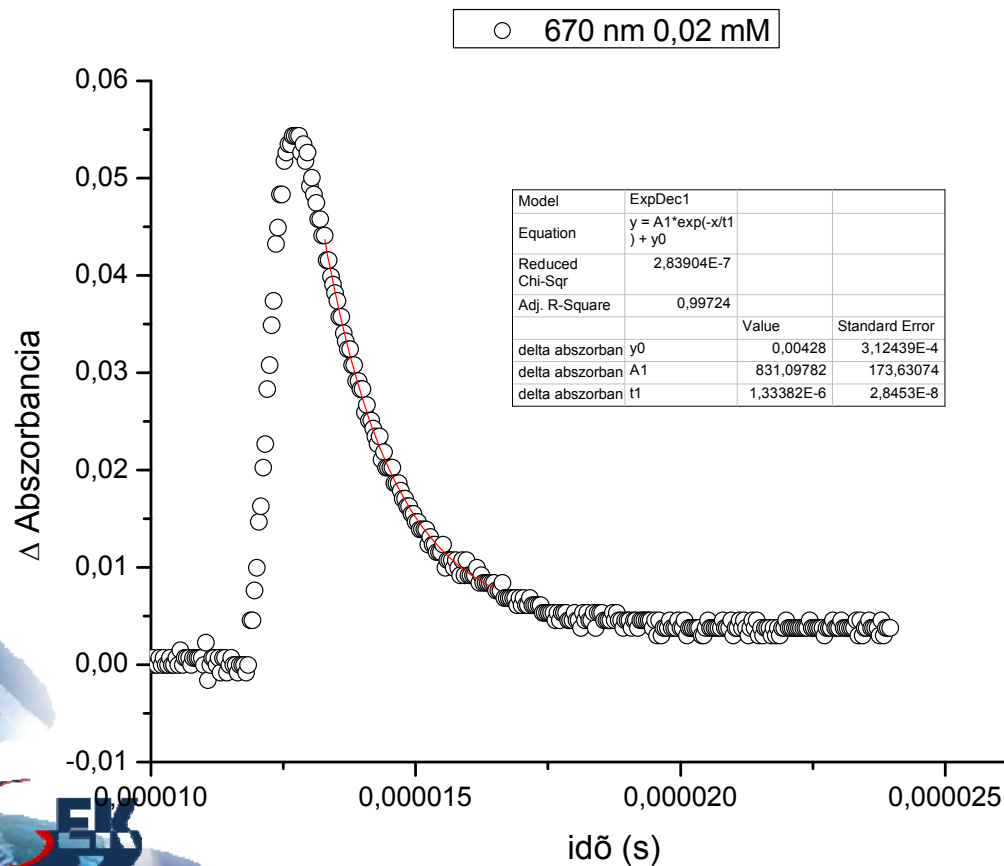 670 nm 0,02 mM
0,06
0,05
0,04
0,03
0,02
0,01
0,00
-0,01
Δ Abszorbancia
Model ExpDec1
Equation y = A1*exp(-x/t1
) + y0
Reduced 2,83904E-7
Chi-Sqr
Adj. R-Square 0,99724
Value Standard Error
delta abszorban y0 0,00428 3,12439E-4
delta abszorban A1 831,09782 173,63074
delta abszorban t1 1,33382E-6 2,8453E-8
0,000010 0,000015 0,000020 0,000025
idõ (s)
EK